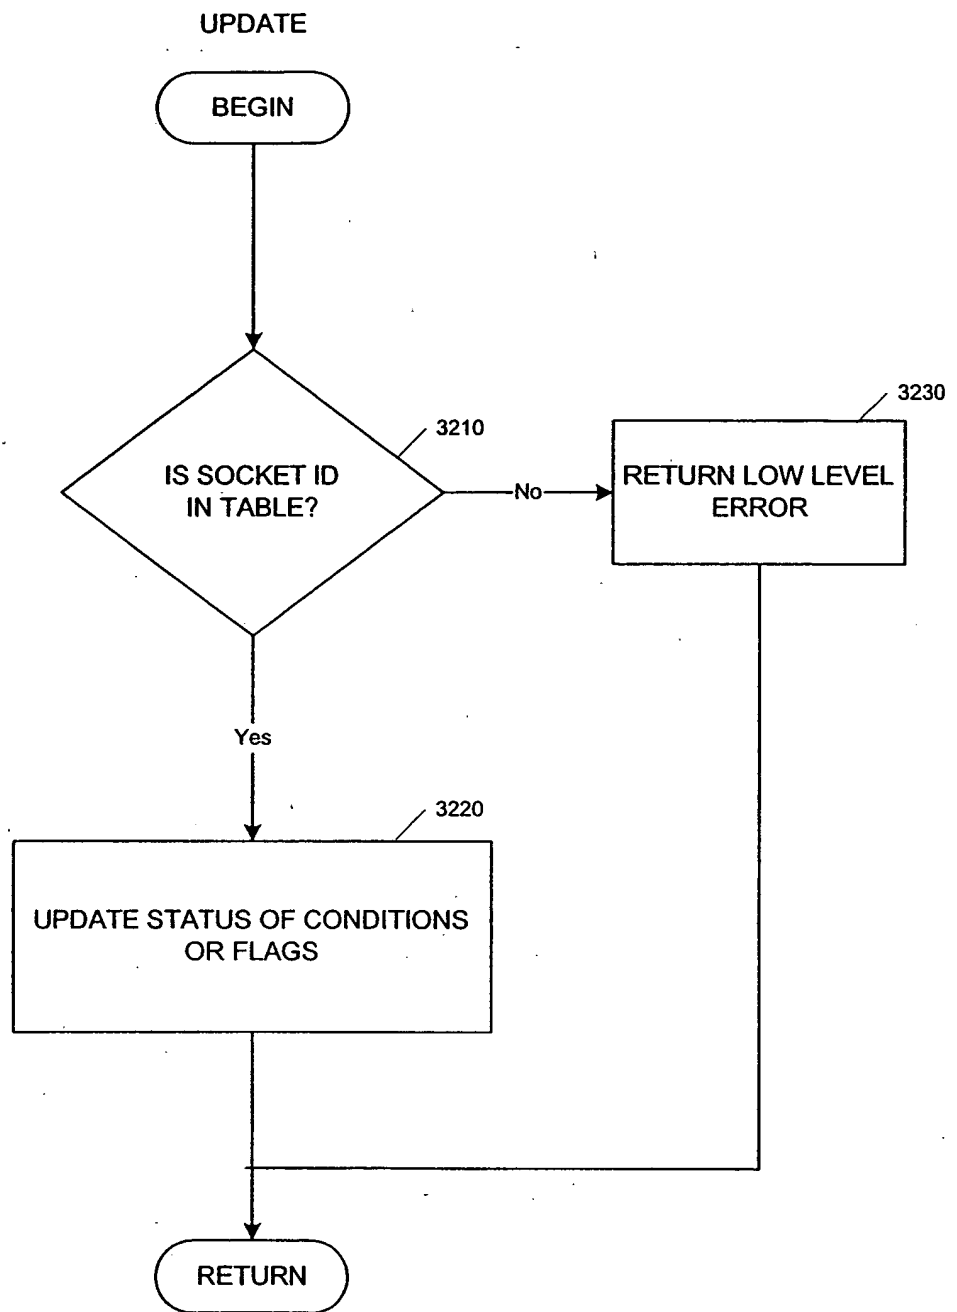 UPDATE
BEGIN
3210
IS SOCKET ID
IN TABLE?
No
3230
RETURN LOW LEVEL
ERROR
Yes
3220
UPDATE STATUS OF CONDITIONS
OR FLAGS
RETURN